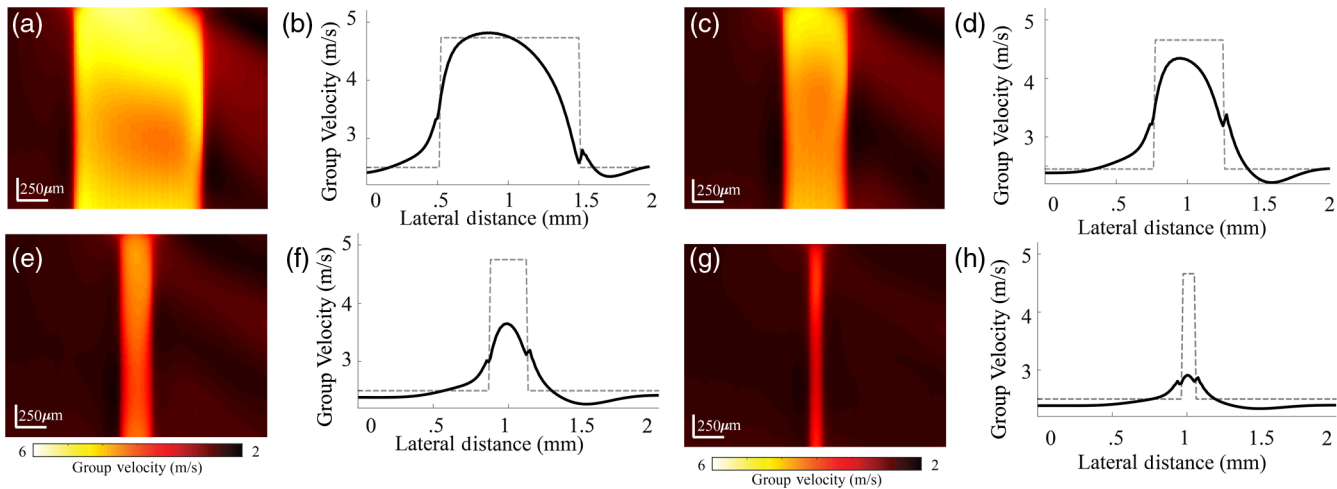 (a)
250μm
(b)
Group Velocity (m/s)
5
4
3
0
.5
1
1.5
2
Lateral distance (mm)
(c)
250μm
(d)
Group Velocity (m/s)
5
4
3
0
.5
1
1.5
2
Lateral distance (mm)
(e)
250μm
6
2
Group velocity (m/s)
(f)
Group Velocity (m/s)
5
4
3
0
.5
1
1.5
2
Lateral distance (mm)
(g)
250μm
6
2
Group velocity (m/s)
(h)
Group Velocity (m/s)
5
4
3
0
.5
1
1.5
2
Lateral distance (mm)